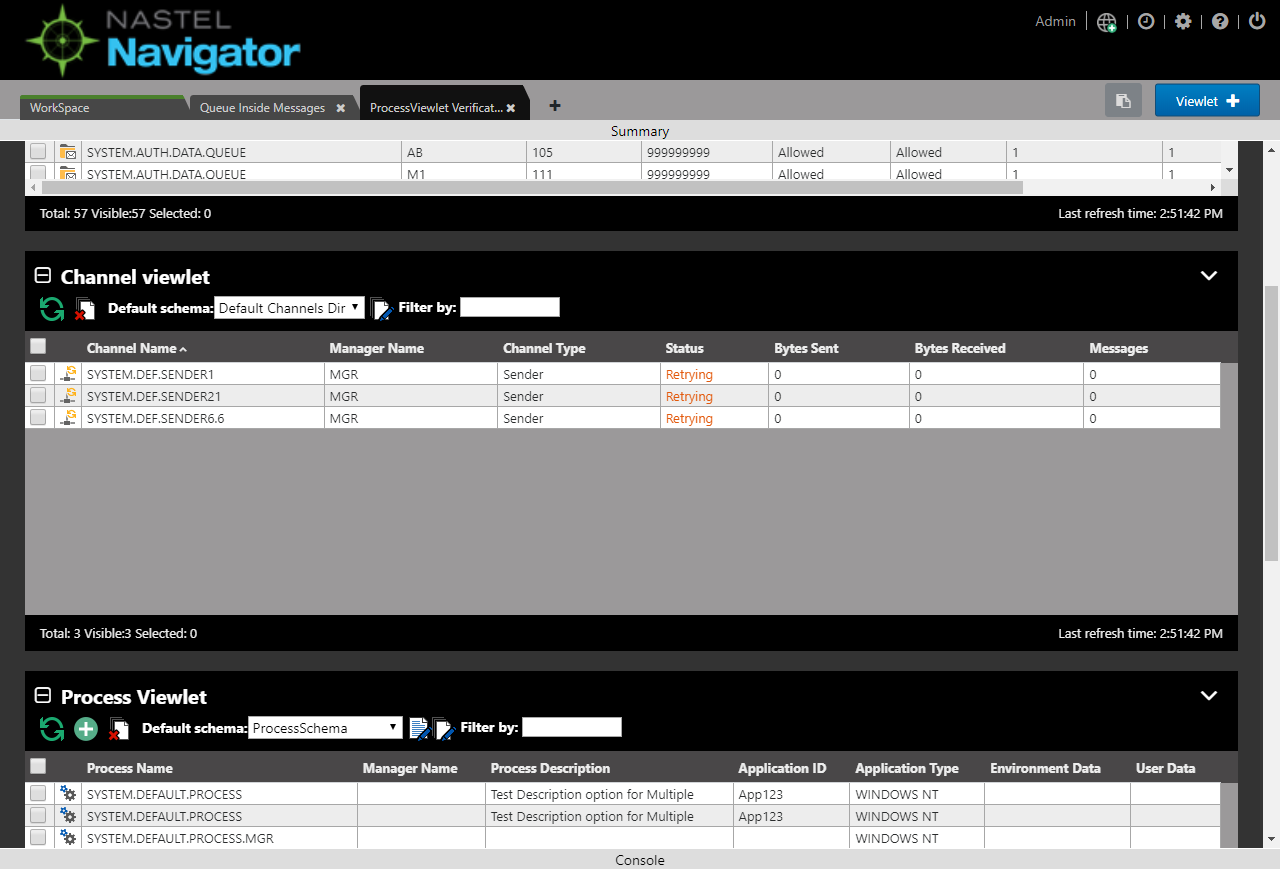 NASTEL
Navigator
Admin
WorkSpace
Queue Inside Messages
ProcessViewlet Verificat...
Viewlet
Summary
SYSTEM.AUTH.DATA.QUEUE AB 105 999999999 Allowed Allowed 1 1
SYSTEM.AUTH.DATA.QUEUE M1 111 999999999 Allowed Allowed 1 1
Total: 57 Visible:57 Selected: 0 Last refresh time: 2:51:42 PM
Channel viewlet
Default schema: Default Channels Dir Filter by:
Channel Name Manager Name Channel Type Status Bytes Sent Bytes Received Messages
SYSTEM.DEF.SENDER1 MGR Sender Retrying 0 0 0
SYSTEM.DEF.SENDER21 MGR Sender Retrying 0 0 0
SYSTEM.DEF.SENDER6.6 MGR Sender Retrying 0 0 0
Total: 3 Visible:3 Selected: 0 Last refresh time: 2:51:42 PM
Process Viewlet
Default schema: ProcessSchema Filter by:
Process Name Manager Name Process Description Application ID Application Type Environment Data User Data
SYSTEM.DEFAULT.PROCESS Test Description option for Multiple App123 WINDOWS NT
SYSTEM.DEFAULT.PROCESS Test Description option for Multiple App123 WINDOWS NT
SYSTEM.DEFAULT.PROCESS.MGR WINDOWS NT
Console